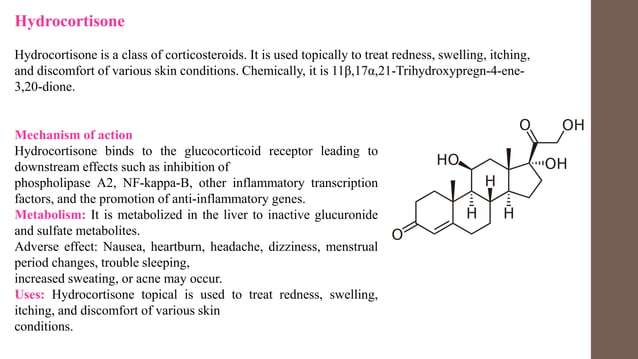 Hydrocortisone
Hydrocortisone is a class of corticosteroids. It is used topically to treat redness, swelling, itching,
and discomfort of various skin conditions. Chemically, it is 11β,17α,21-Trihydroxypregn-4-ene-
3,20-dione.
Mechanism of action
Hydrocortisone binds to the glucocorticoid receptor leading to
downstream effects such as inhibition of
phospholipase A2, NF-kappa-B, other inflammatory transcription
factors, and the promotion of anti-inflammatory genes.
Metabolism: It is metabolized in the liver to inactive glucuronide
and sulfate metabolites.
Adverse effect: Nausea, heartburn, headache, dizziness, menstrual
period changes, trouble sleeping,
increased sweating, or acne may occur.
Uses: Hydrocortisone topical is used to treat redness, swelling,
itching, and discomfort of various skin
conditions.
O OH
HO OH
H
H H
O